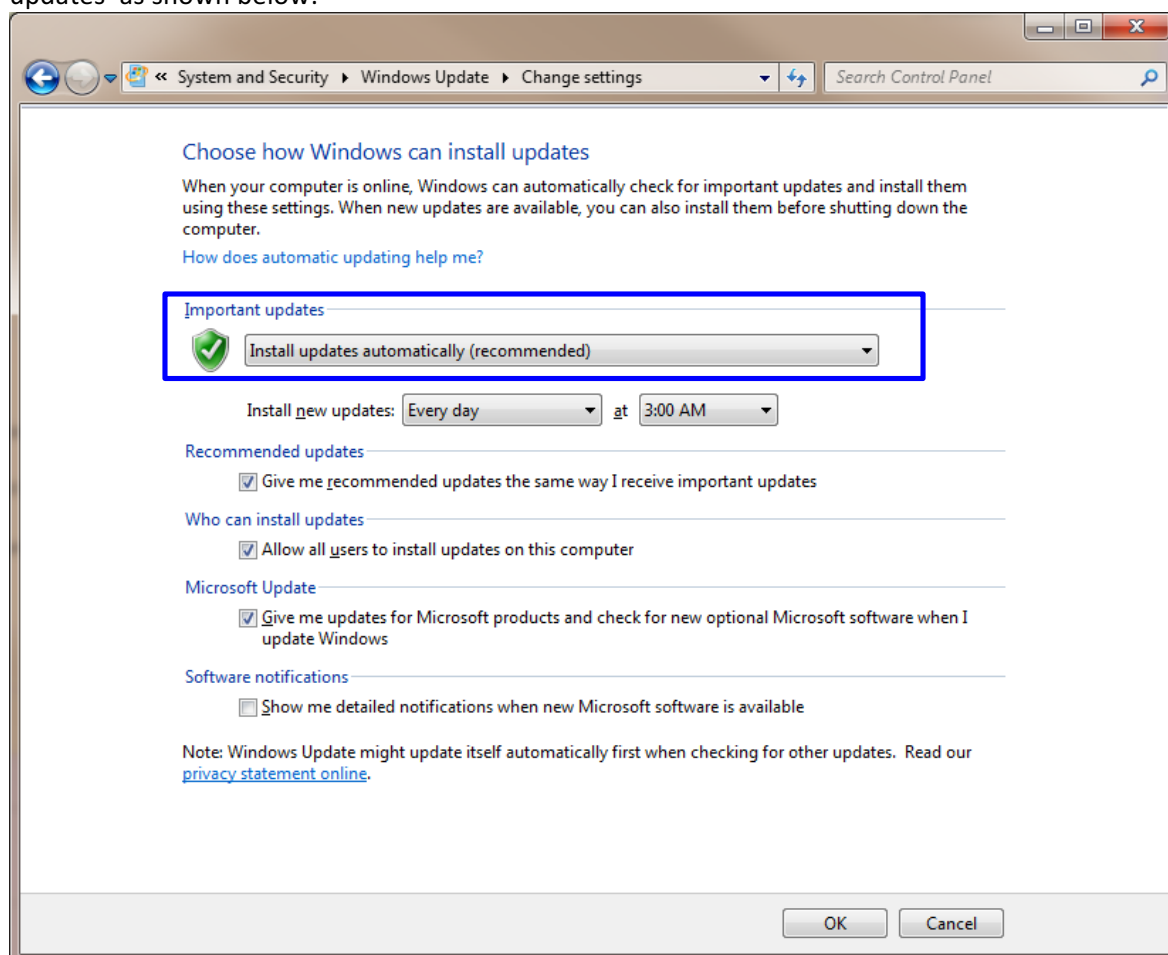 updates as shown below.
« System and Security ▸ Windows Update ▸ Change settings
Search Control Panel
Choose how Windows can install updates
When your computer is online, Windows can automatically check for important updates and install them
using these settings. When new updates are available, you can also install them before shutting down the
computer.
How does automatic updating help me?
Important updates
Install updates automatically (recommended)
Install new updates: Every day at 3:00 AM
Recommended updates
Give me recommended updates the same way I receive important updates
Who can install updates
Allow all users to install updates on this computer
Microsoft Update
Give me updates for Microsoft products and check for new optional Microsoft software when I
update Windows
Software notifications
Show me detailed notifications when new Microsoft software is available
Note: Windows Update might update itself automatically first when checking for other updates. Read our
privacy statement online.
OK Cancel